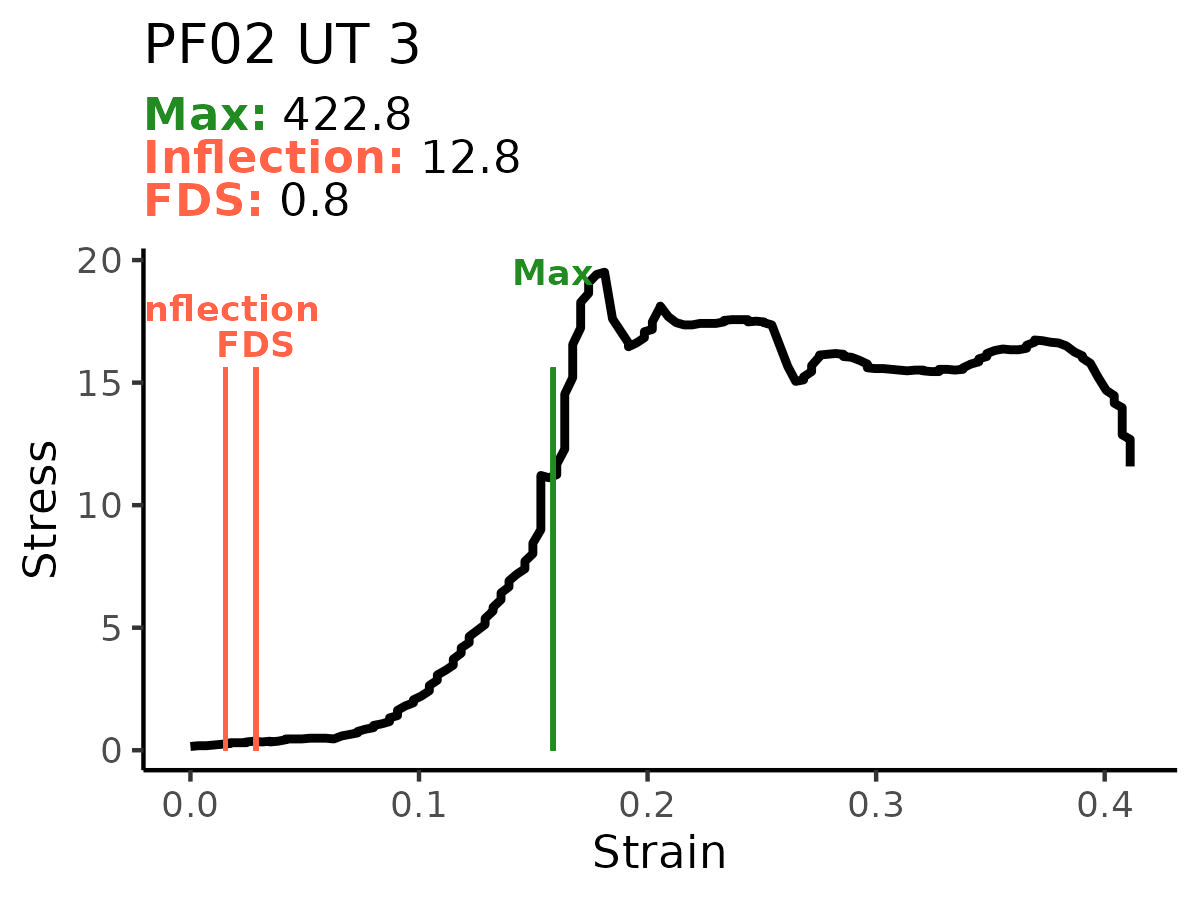 PF02 UT 3
Max: 422.8
Inflection: 12.8
FDS: 0.8
20
Max
nflection
FDS
15
10
5
0
Stress
0.0 0.1 0.2 0.3 0.4
Strain